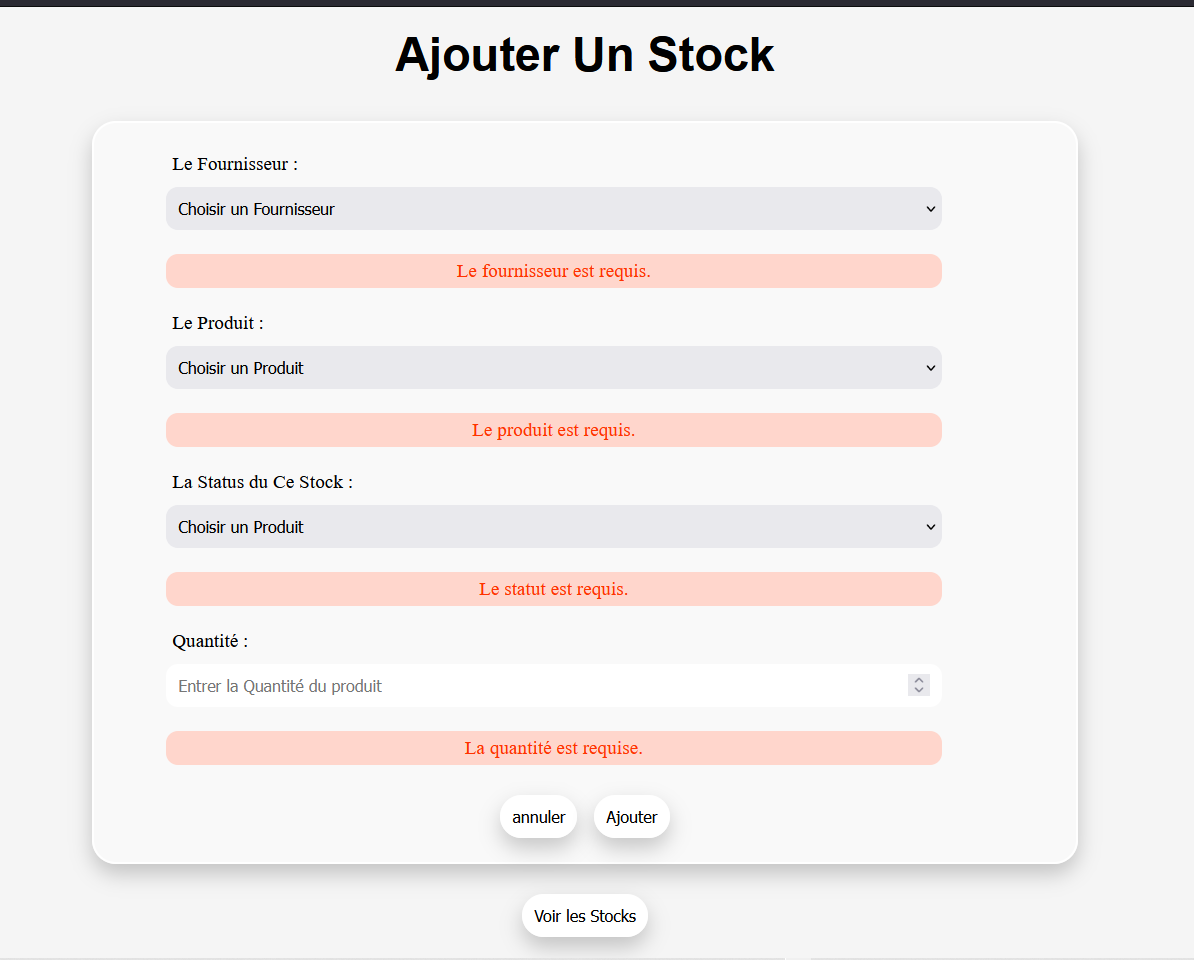 Ajouter Un Stock
Le Fournisseur :
Choisir un Fournisseur
Le fournisseur est requis.
Le Produit :
Choisir un Produit
Le produit est requis.
La Status du Ce Stock :
Choisir un Produit
Le statut est requis.
Quantité :
Entrer la Quantité du produit
La quantité est requise.
annuler Ajouter
Voir les Stocks